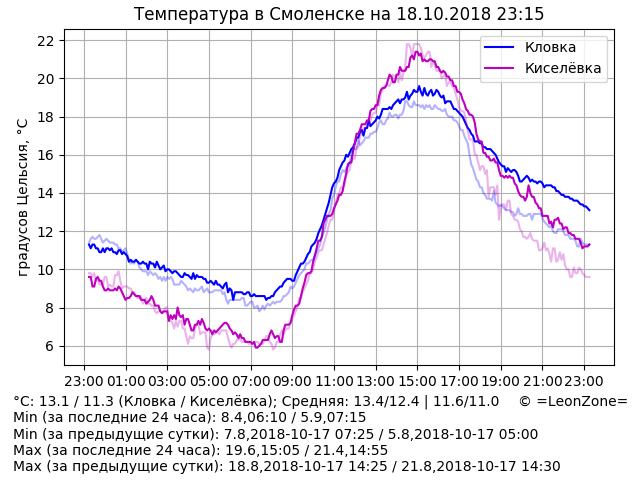 Температура в Смоленске на 18.10.2018 23:15
Кловка
Киселёвка
градусов Цельсия, °C
22
20
18
16
14
12
10
8
6
23:00 01:00 03:00 05:00 07:00 09:00 11:00 13:00 15:00 17:00 19:00 21:00 23:00
°C: 13.1 / 11.3 (Кловка / Киселёвка); Средняя: 13.4/12.4 | 11.6/11.0 © =LeonZone=
Min (за последние 24 часа): 8.4,06:10 / 5.9,07:15
Min (за предыдущие сутки): 7.8,2018-10-17 07:25 / 5.8,2018-10-17 05:00
Max (за последние 24 часа): 19.6,15:05 / 21.4,14:55
Max (за предыдущие сутки): 18.8,2018-10-17 14:25 / 21.8,2018-10-17 14:30